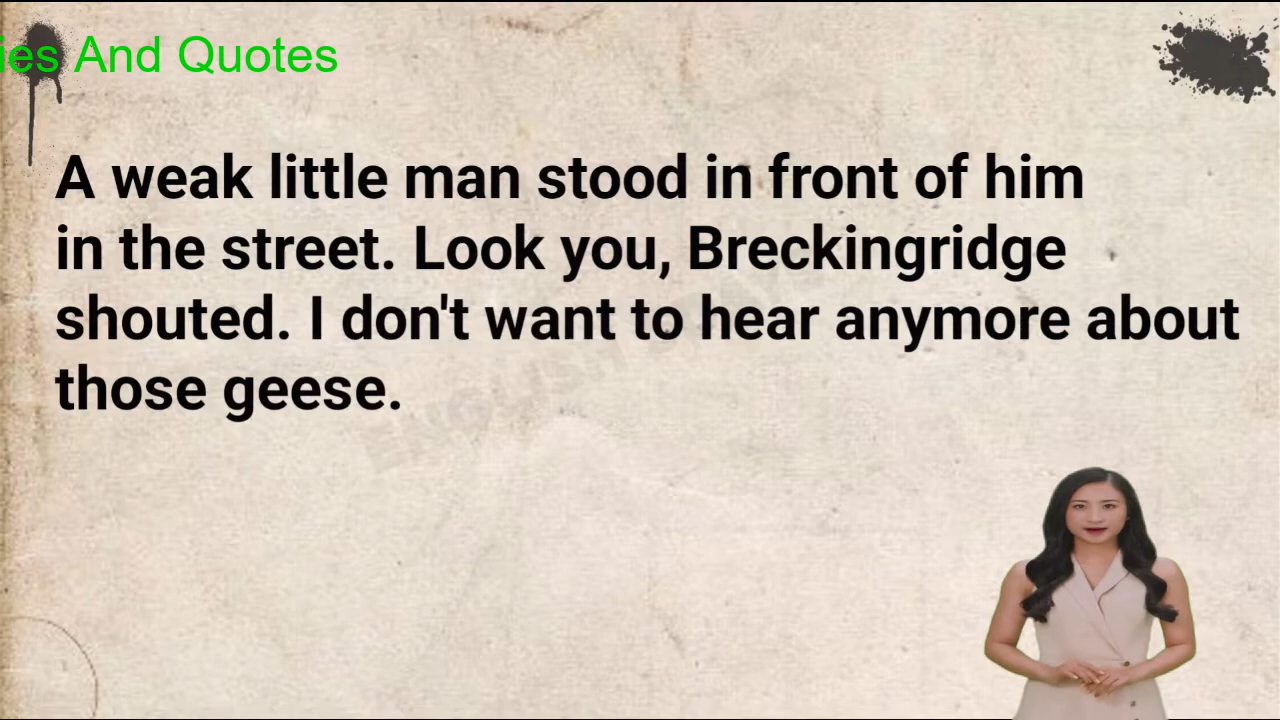 ies And Quotes
A weak little man stood in front of him
in the street. Look you, Breckingridge
shouted. I don't want to hear anymore about
those geese.